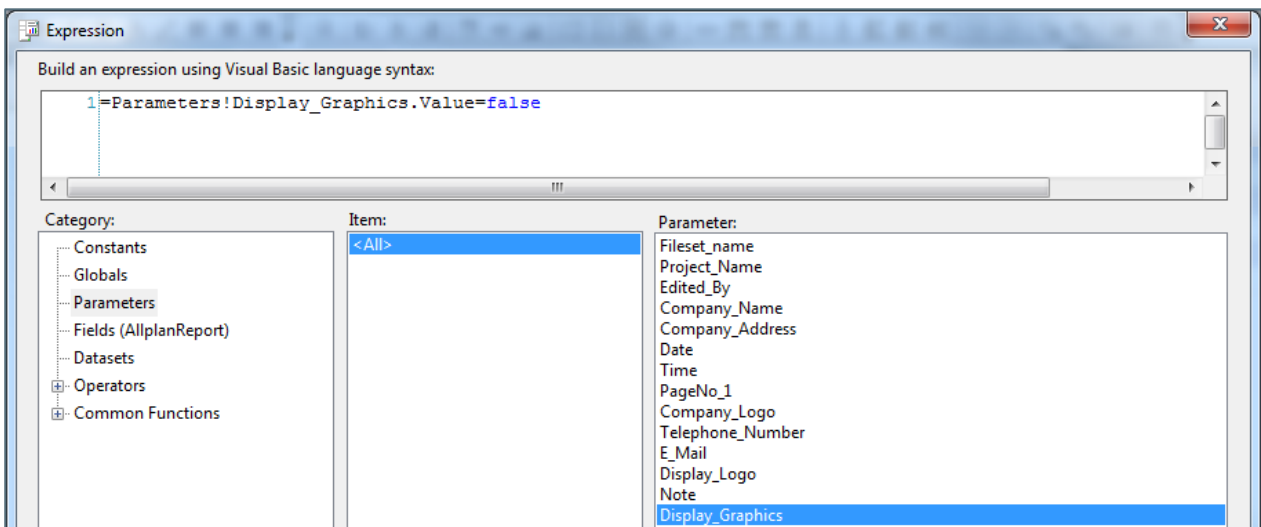 Expression
Build an expression using Visual Basic language syntax:
1 =Parameters!Display_Graphics.Value=false
Category:
Constants
Globals
Parameters
Fields (AllplanReport)
Datasets
Operators
Common Functions
Item:
<All>
Parameter:
Fileset_name
Project_Name
Edited_By
Company_Name
Company_Address
Date
Time
PageNo_1
Company_Logo
Telephone_Number
E_Mail
Display_Logo
Note
Display_Graphics